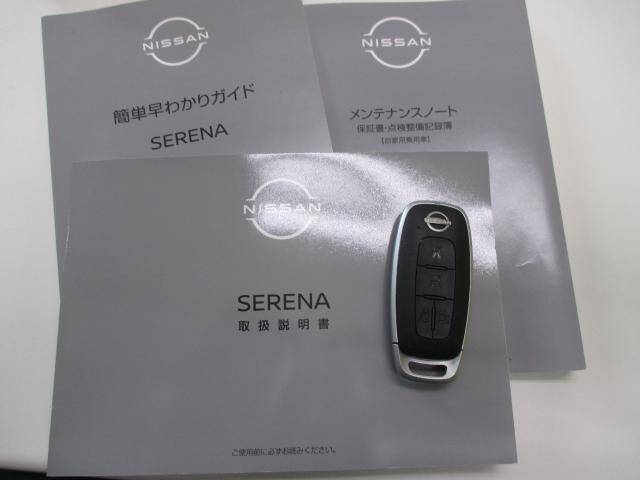 NISSAN
簡単早わかりガイド
SERENA
NISSAN
メンテナンスノート
保証書・点検整備記録簿
【自家用乗用車】
NISSAN
SERENA
取扱説明書
ご使用前に必ずお読みください。
NISSAN